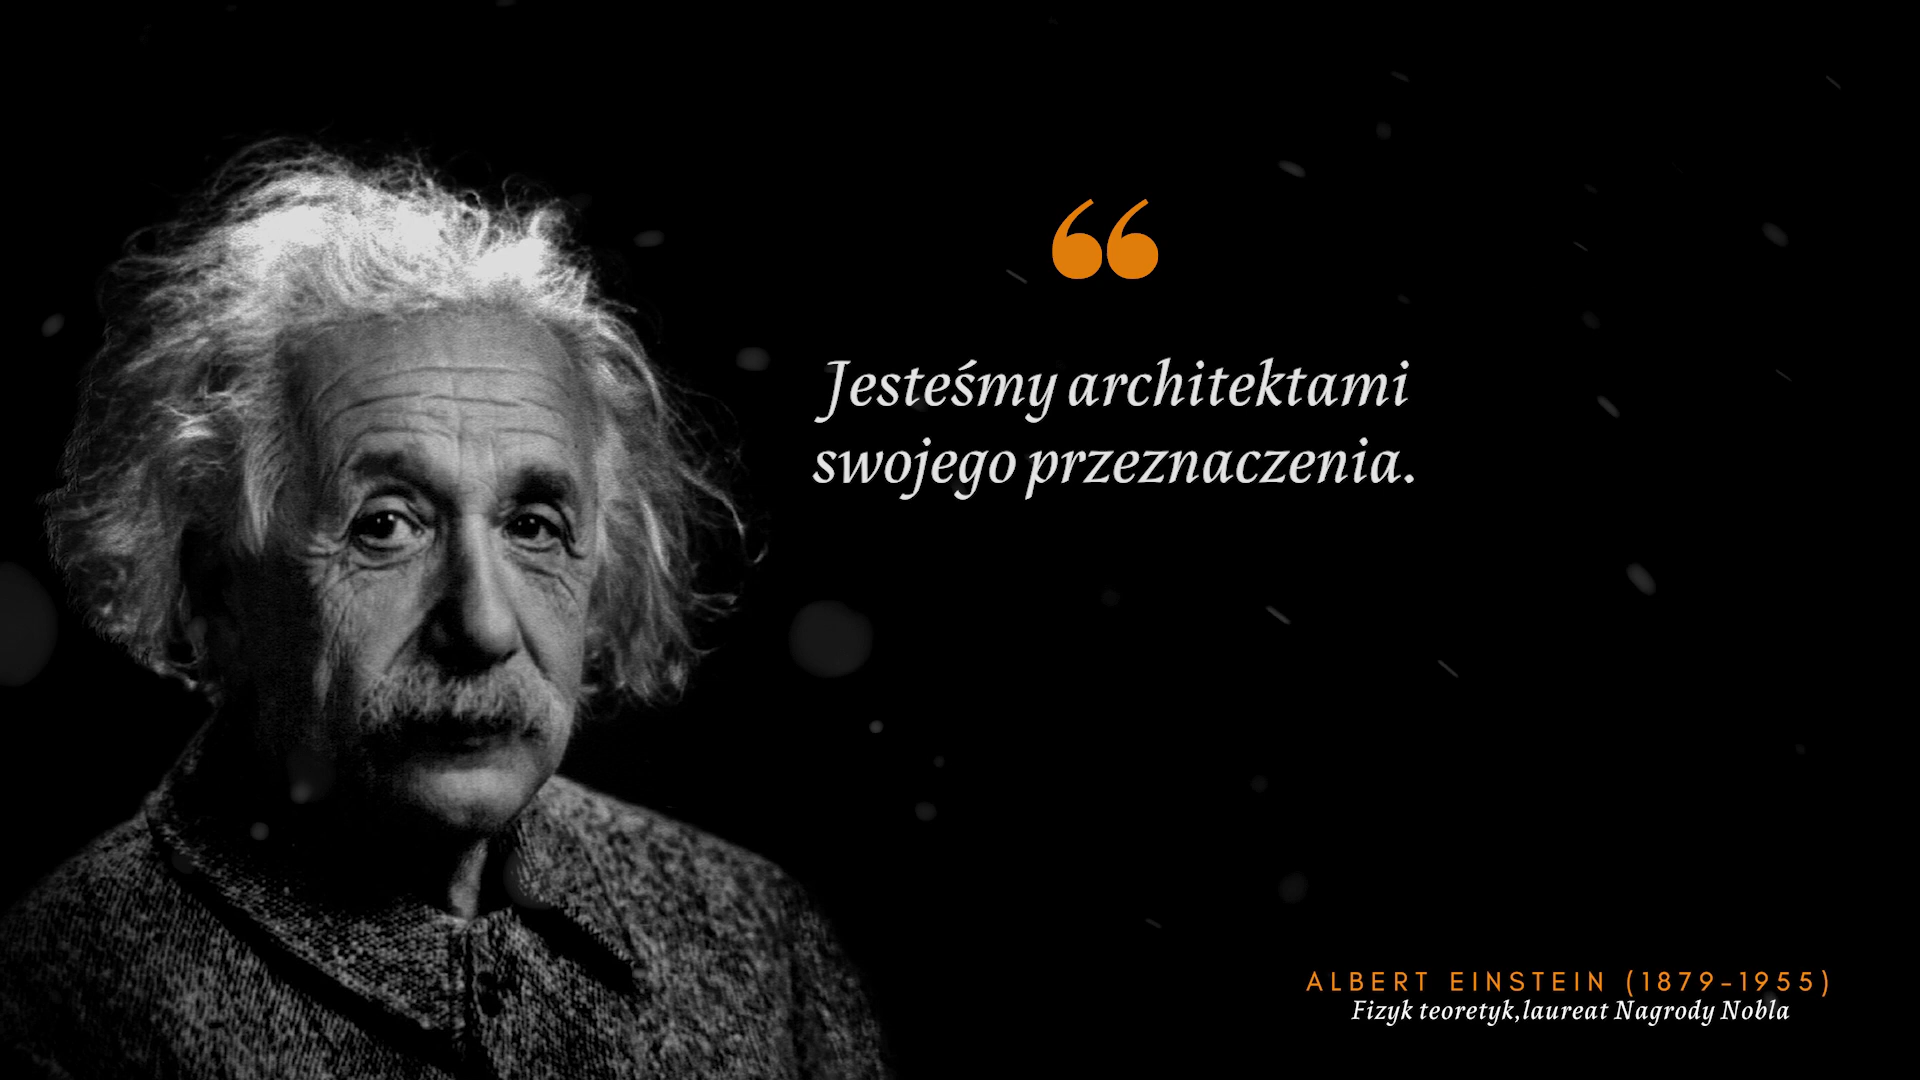 “
Jesteśmy architektami
swojego przeznaczenia.
ALBERT EINSTEIN (1879-1955)
Fizyk teoretyk,laureat Nagrody Nobla